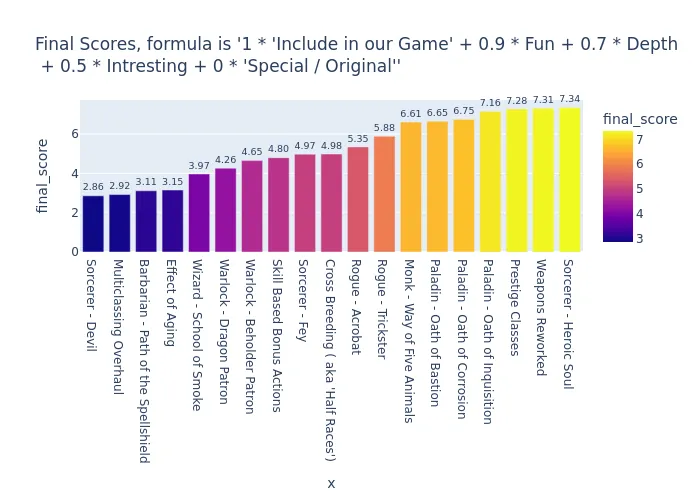 Final Scores, formula is '1 * 'Include in our Game' + 0.9 * Fun + 0.7 * Depth
+ 0.5 * Intresting + 0 * 'Special / Original''
final_score
6
4
2
0
2.86 2.92 3.11 3.15 3.97 4.26 4.65 4.80 4.97 4.98 5.35 5.88 6.61 6.65 6.75 7.16 7.28 7.31 7.34
Sorcerer - Devil
Multiclassing Overhaul
Barbarian - Path of the Spellshield
Effect of Aging
Wizard - School of Smoke
Warlock - Dragon Patron
Warlock - Beholder Patron
Skill Based Bonus Actions
Sorcerer - Fey
Cross Breeding ( aka 'Half Races')
Rogue - Acrobat
Rogue - Trickster
Monk - Way of Five Animals
Paladin - Oath of Bastion
Paladin - Oath of Corrosion
Paladin - Oath of Inquisition
Prestige Classes
Weapons Reworked
Sorcerer - Heroic Soul
x
final_score
7
6
5
4
3